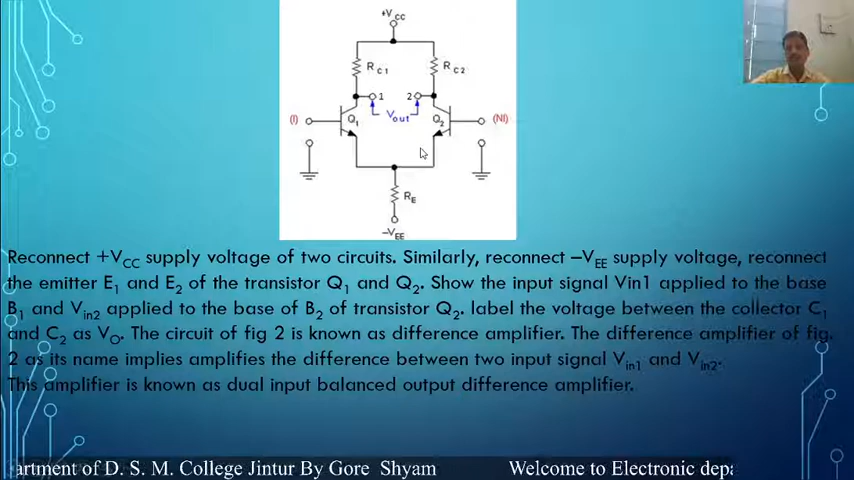 +VCC
RC1
RC2
1
2
(I)
Q1
Vout
Q2
(NI)
RE
–VEE
Reconnect +VCC supply voltage of two circuits. Similarly, reconnect –VEE supply voltage, reconnect
the emitter E1 and E2 of the transistor Q1 and Q2. Show the input signal Vin1 applied to the base
B1 and Vin2 applied to the base of B2 of transistor Q2. label the voltage between the collector C1
and C2 as VO. The circuit of fig 2 is known as difference amplifier. The difference amplifier of fig.
2 as its name implies amplifies the difference between two input signal Vin1 and Vin2.
This amplifier is known as dual input balanced output difference amplifier.
artment of D. S. M. College Jintur By Gore Shyam
Welcome to Electronic depa